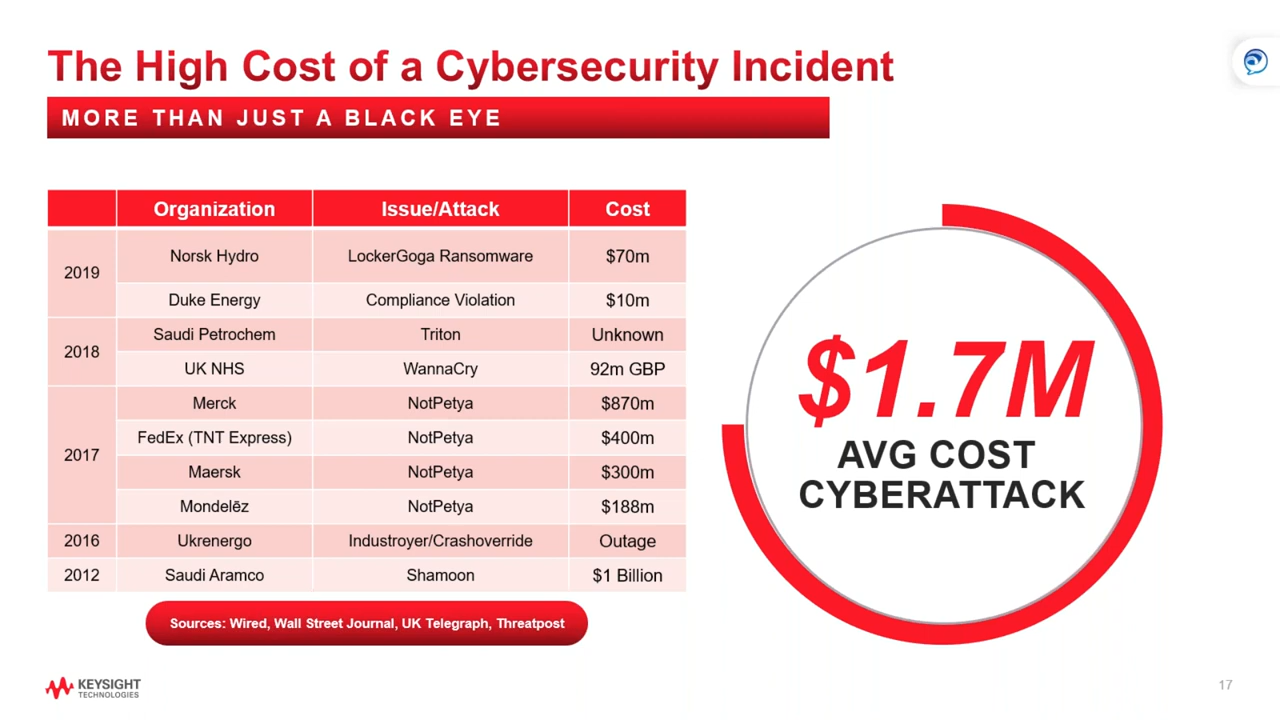 The High Cost of a Cybersecurity Incident
MORE THAN JUST A BLACK EYE
Organization Issue/Attack Cost
2019
Norsk Hydro LockerGoga Ransomware $70m
Duke Energy Compliance Violation $10m
2018
Saudi Petrochem Triton Unknown
UK NHS WannaCry 92m GBP
2017
Merck NotPetya $870m
FedEx (TNT Express) NotPetya $400m
Maersk NotPetya $300m
Mondelēz NotPetya $188m
2016 Ukrenergo Industroyer/Crashoverride Outage
2012 Saudi Aramco Shamoon $1 Billion
Sources: Wired, Wall Street Journal, UK Telegraph, Threatpost
$1.7M
AVG COST
CYBERATTACK
KEYSIGHT
TECHNOLOGIES
17